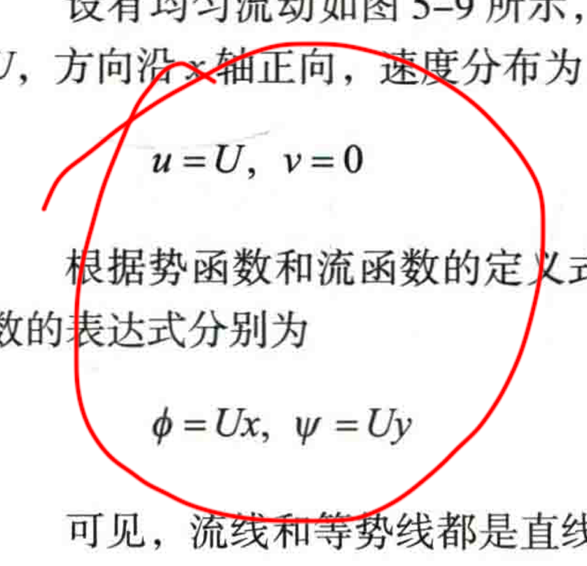 设有均匀流动如图 5–9 所示，
U，方向沿 x 轴正向，速度分布为
u = U, v = 0
根据势函数和流函数的定义式
数的表达式分别为
ϕ = Ux, ψ = Uy
可见，流线和等势线都是直线